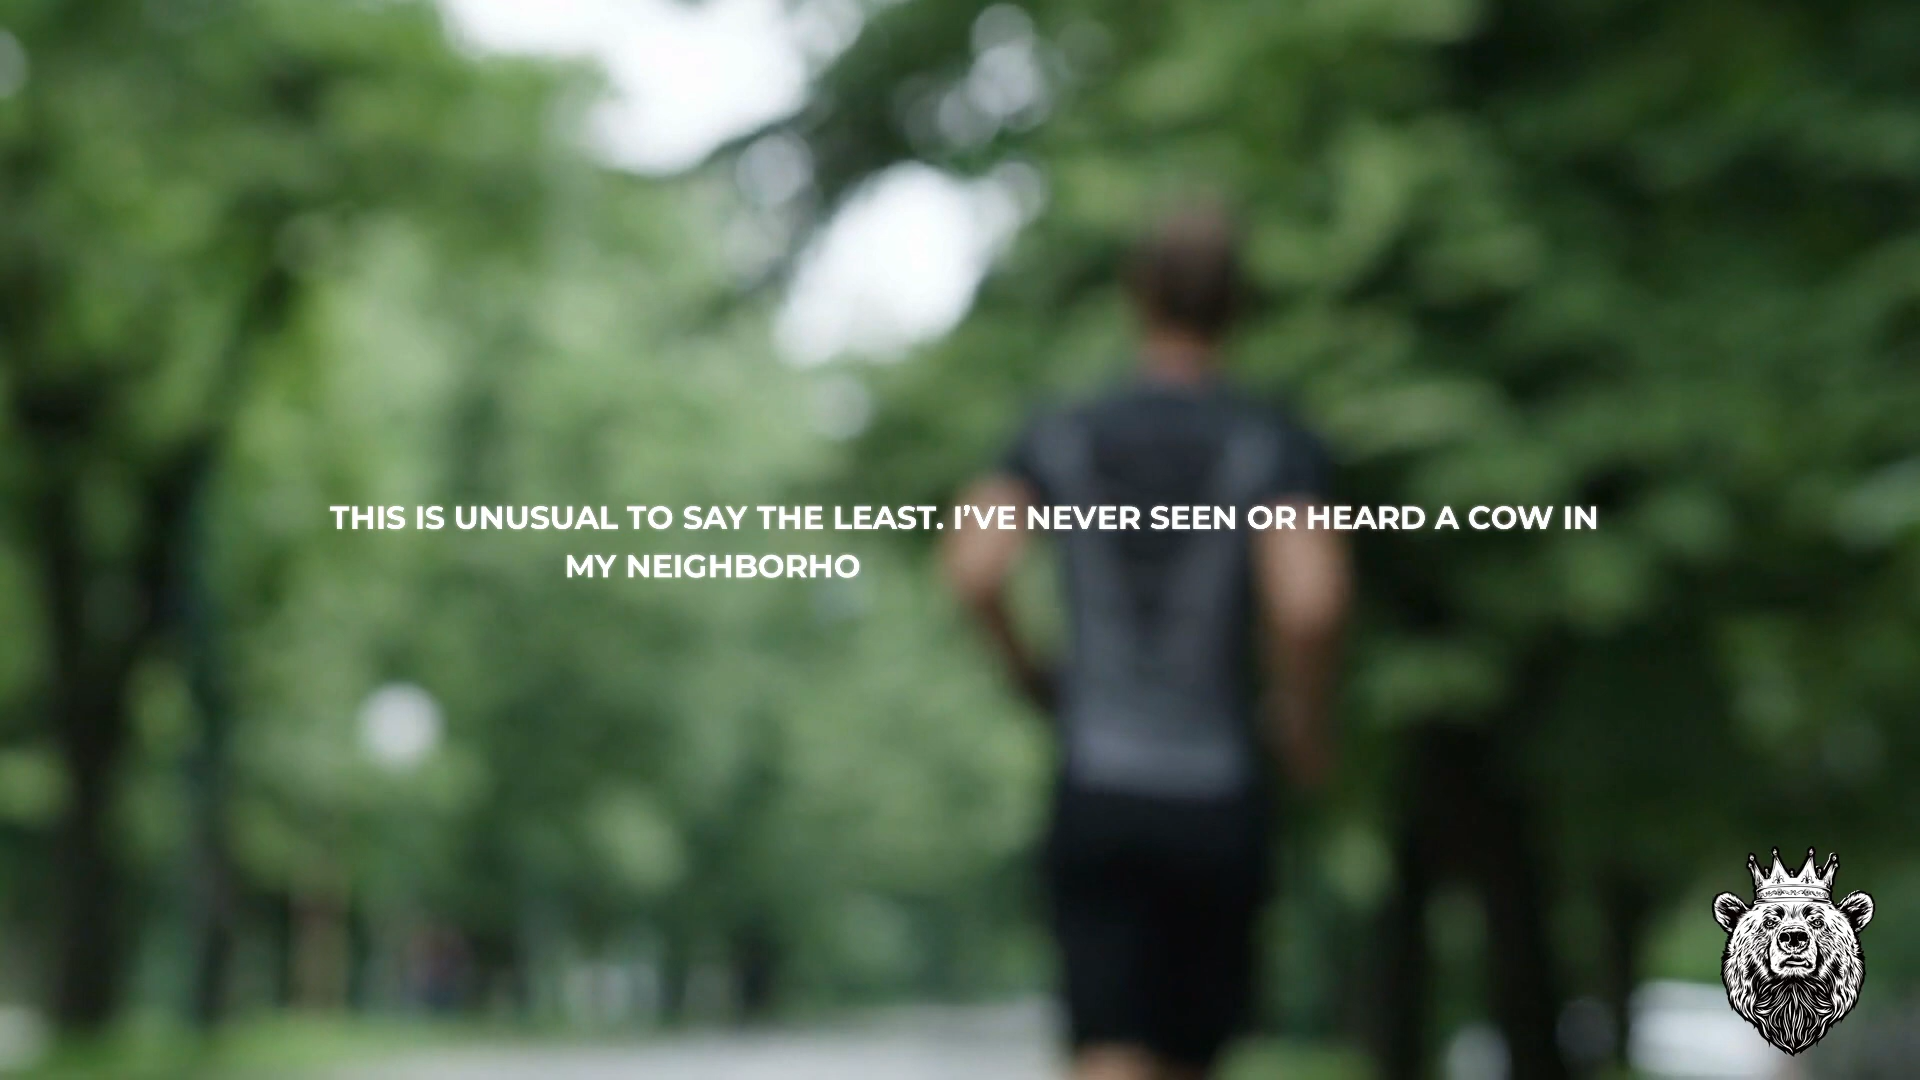 THIS IS UNUSUAL TO SAY THE LEAST. I’VE NEVER SEEN OR HEARD A COW IN
MY NEIGHBORHO